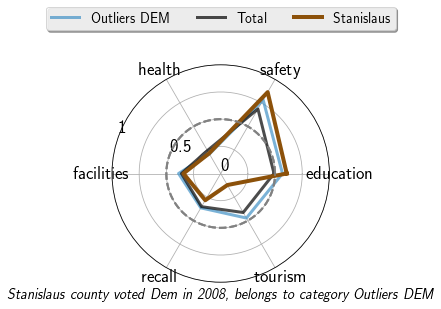 Outliers DEM Total Stanislaus
health safety
1
0.5
0
facilities education
recall tourism
Stanislaus county voted Dem in 2008, belongs to category Outliers DEM